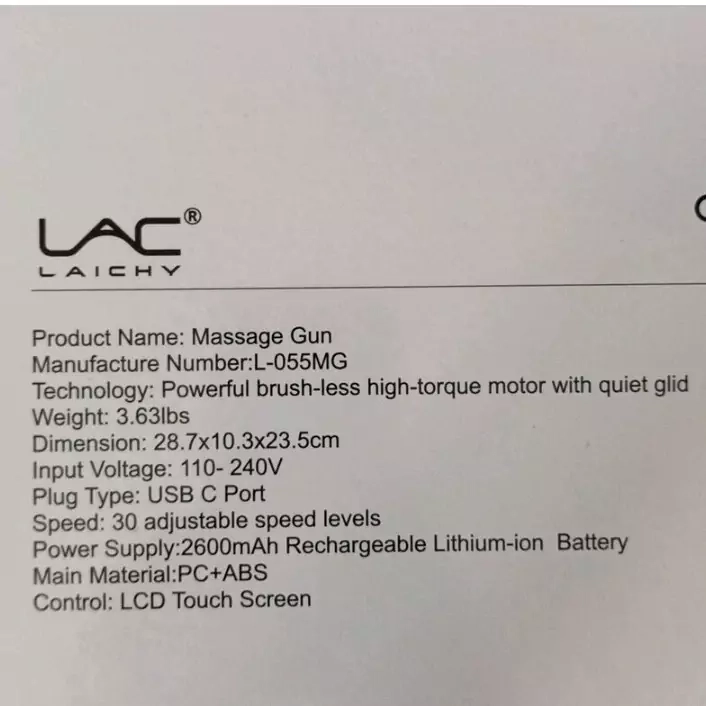 LAC®
LAICHY
Product Name: Massage Gun
Manufacture Number:L-055MG
Technology: Powerful brush-less high-torque motor with quiet glid
Weight: 3.63lbs
Dimension: 28.7x10.3x23.5cm
Input Voltage: 110- 240V
Plug Type: USB C Port
Speed: 30 adjustable speed levels
Power Supply:2600mAh Rechargeable Lithium-ion Battery
Main Material:PC+ABS
Control: LCD Touch Screen